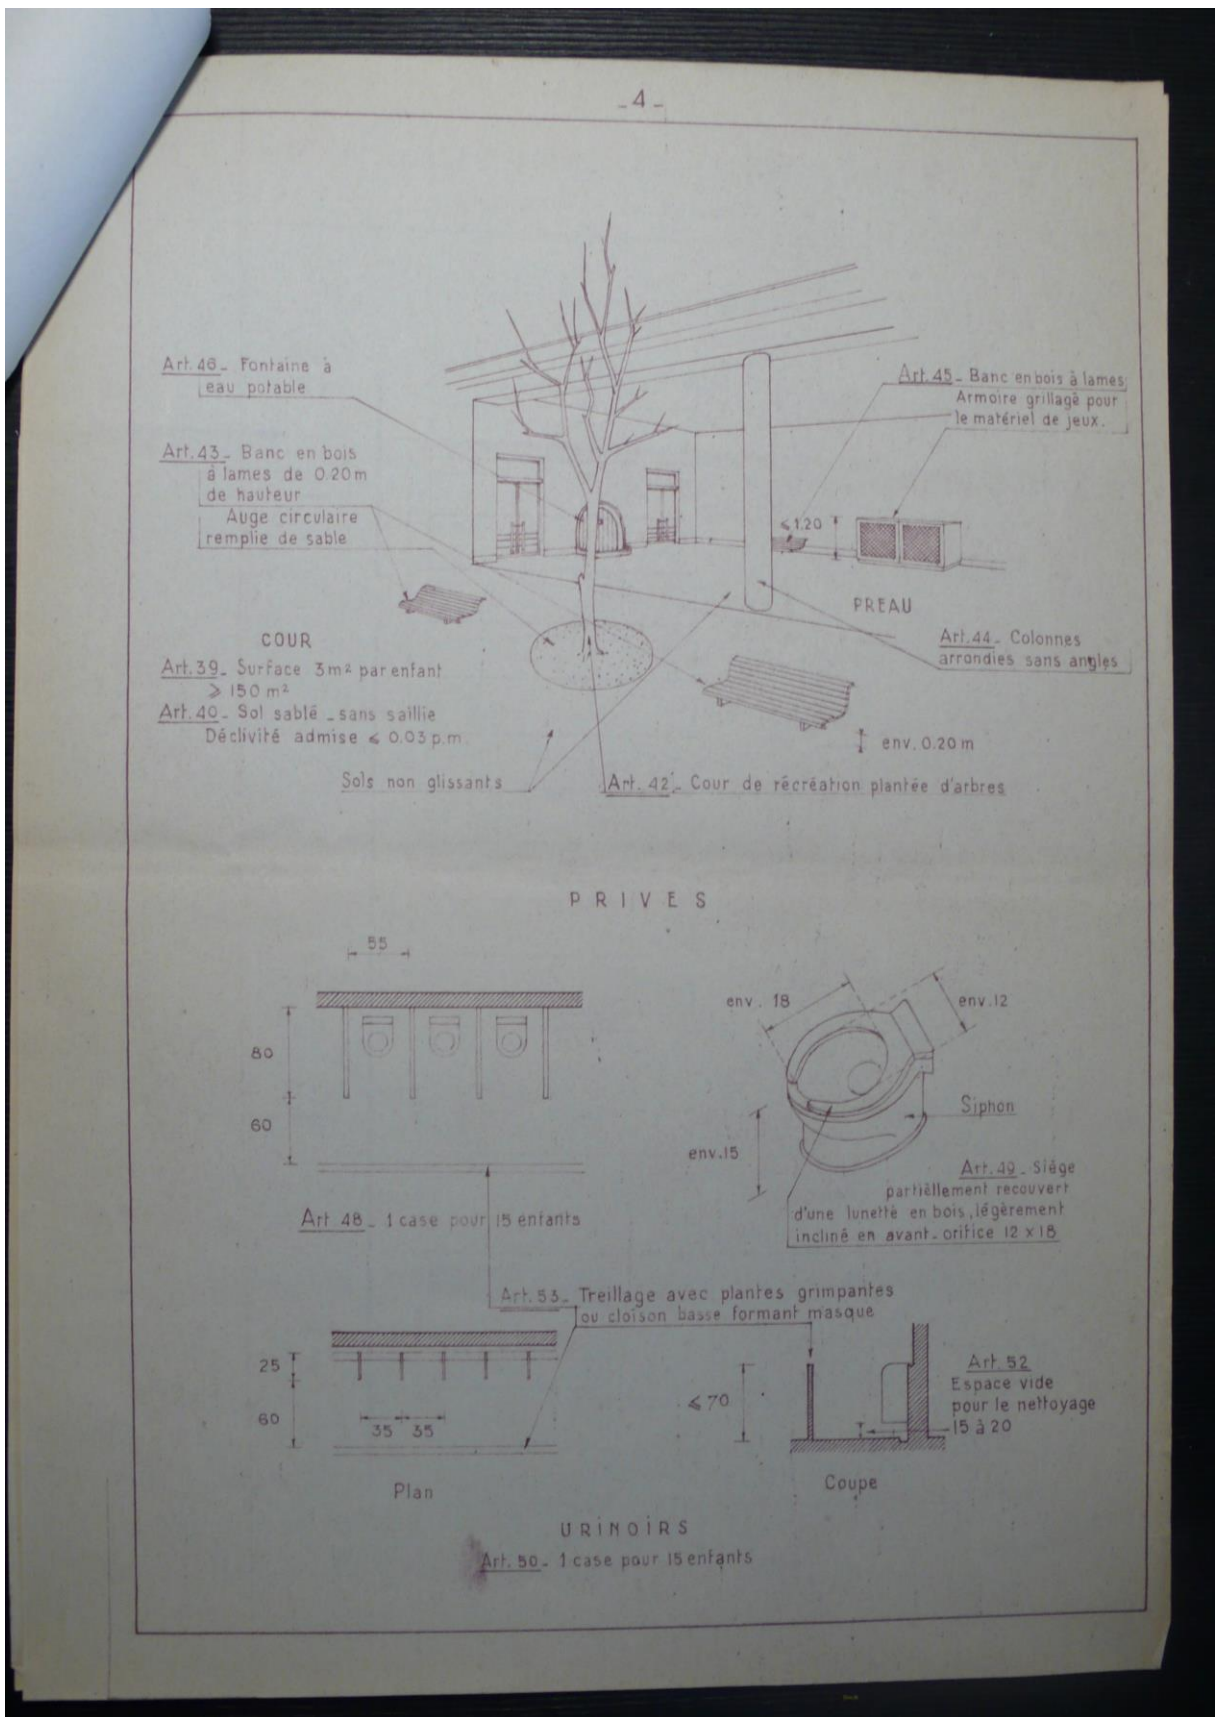 _ 4 _
Art.46_ Fontaine à
eau potable
Art.45_ Banc en bois à lames
Armoire grillagé pour
le matériel de jeux.
Art.43_ Banc en bois
à lames de 0.20m
de hauteur
Auge circulaire
remplie de sable
≤ 1.20
PREAU
Art.44_ Colonnes
arrondies sans angles
COUR
Art.39_ Surface 3m² par enfant
⩾ 150 m²
Art.40_ Sol sablé _ sans saillie
Déclivité admise ⩽ 0.03 p.m.
env. 0.20 m
Sols non glissants
Art.42_ Cour de récréation plantée d'arbres
PRIVES
55
80
60
env. 18
env.12
env.15
Siphon
Art.49_ Siège
partiellement recouvert
d'une lunette en bois, légèrement
incliné en avant _ orifice 12 x 18
Art.48_ 1 case pour 15 enfants
Art.53_ Treillage avec plantes grimpantes
ou cloison basse formant masque
25
60
35 35
Plan
⩽ 70
Art.52
Espace vide
pour le nettoyage
15 à 20
Coupe
URiNOiRS
Art.50_ 1 case pour 15 enfants